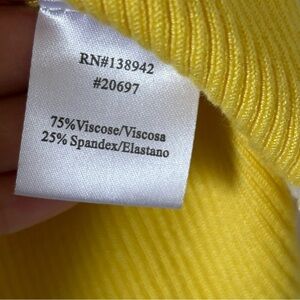 RN#138942
#20697
75%Viscose/Viscosa
25% Spandex/Elastano